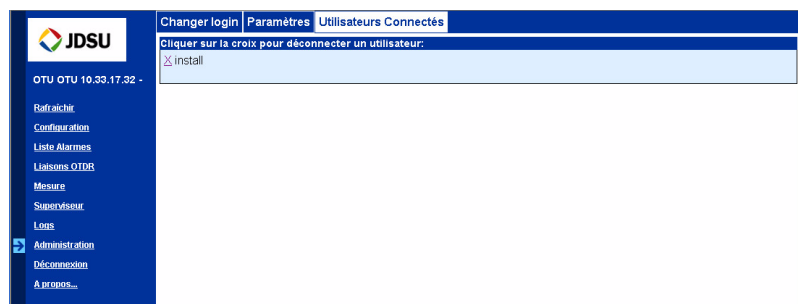 JDSU
OTU OTU 10.33.17.32 -
Rafraîchir
Configuration
Liste Alarmes
Liaisons OTDR
Mesure
Superviseur
Logs
Administration
Déconnexion
A propos...
Changer login Paramètres Utilisateurs Connectés
Cliquer sur la croix pour déconnecter un utilisateur:
X install